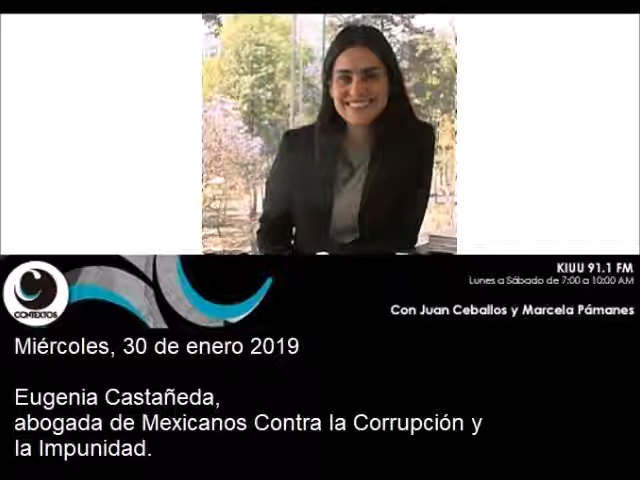 KIUU 91.1 FM
Lunes a Sábado de 7:00 a 10:00 AM
CONTEXTOS
Con Juan Ceballos y Marcela Pámanes
Miércoles, 30 de enero 2019
Eugenia Castañeda,
abogada de Mexicanos Contra la Corrupción y
la Impunidad.